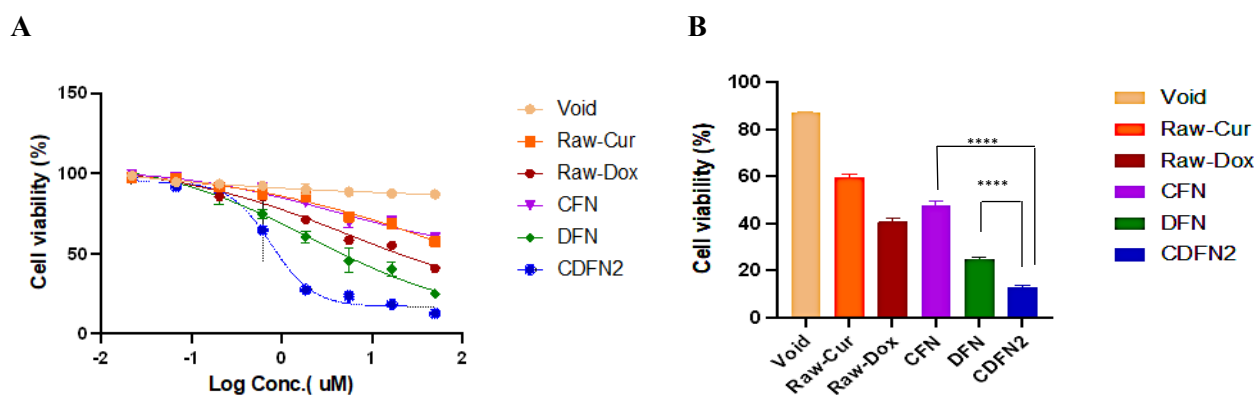 A
B
150
100
50
0
-2
-1
0
1
2
Cell viability (%)
Log Conc.( uM)
Void
Raw-Cur
Raw-Dox
CFN
DFN
CDFN2
100
80
60
40
20
0
Cell viability (%)
****
****
Void
Raw-Cur
Raw-Dox
CFN
DFN
CDFN2
Void
Raw-Cur
Raw-Dox
CFN
DFN
CDFN2